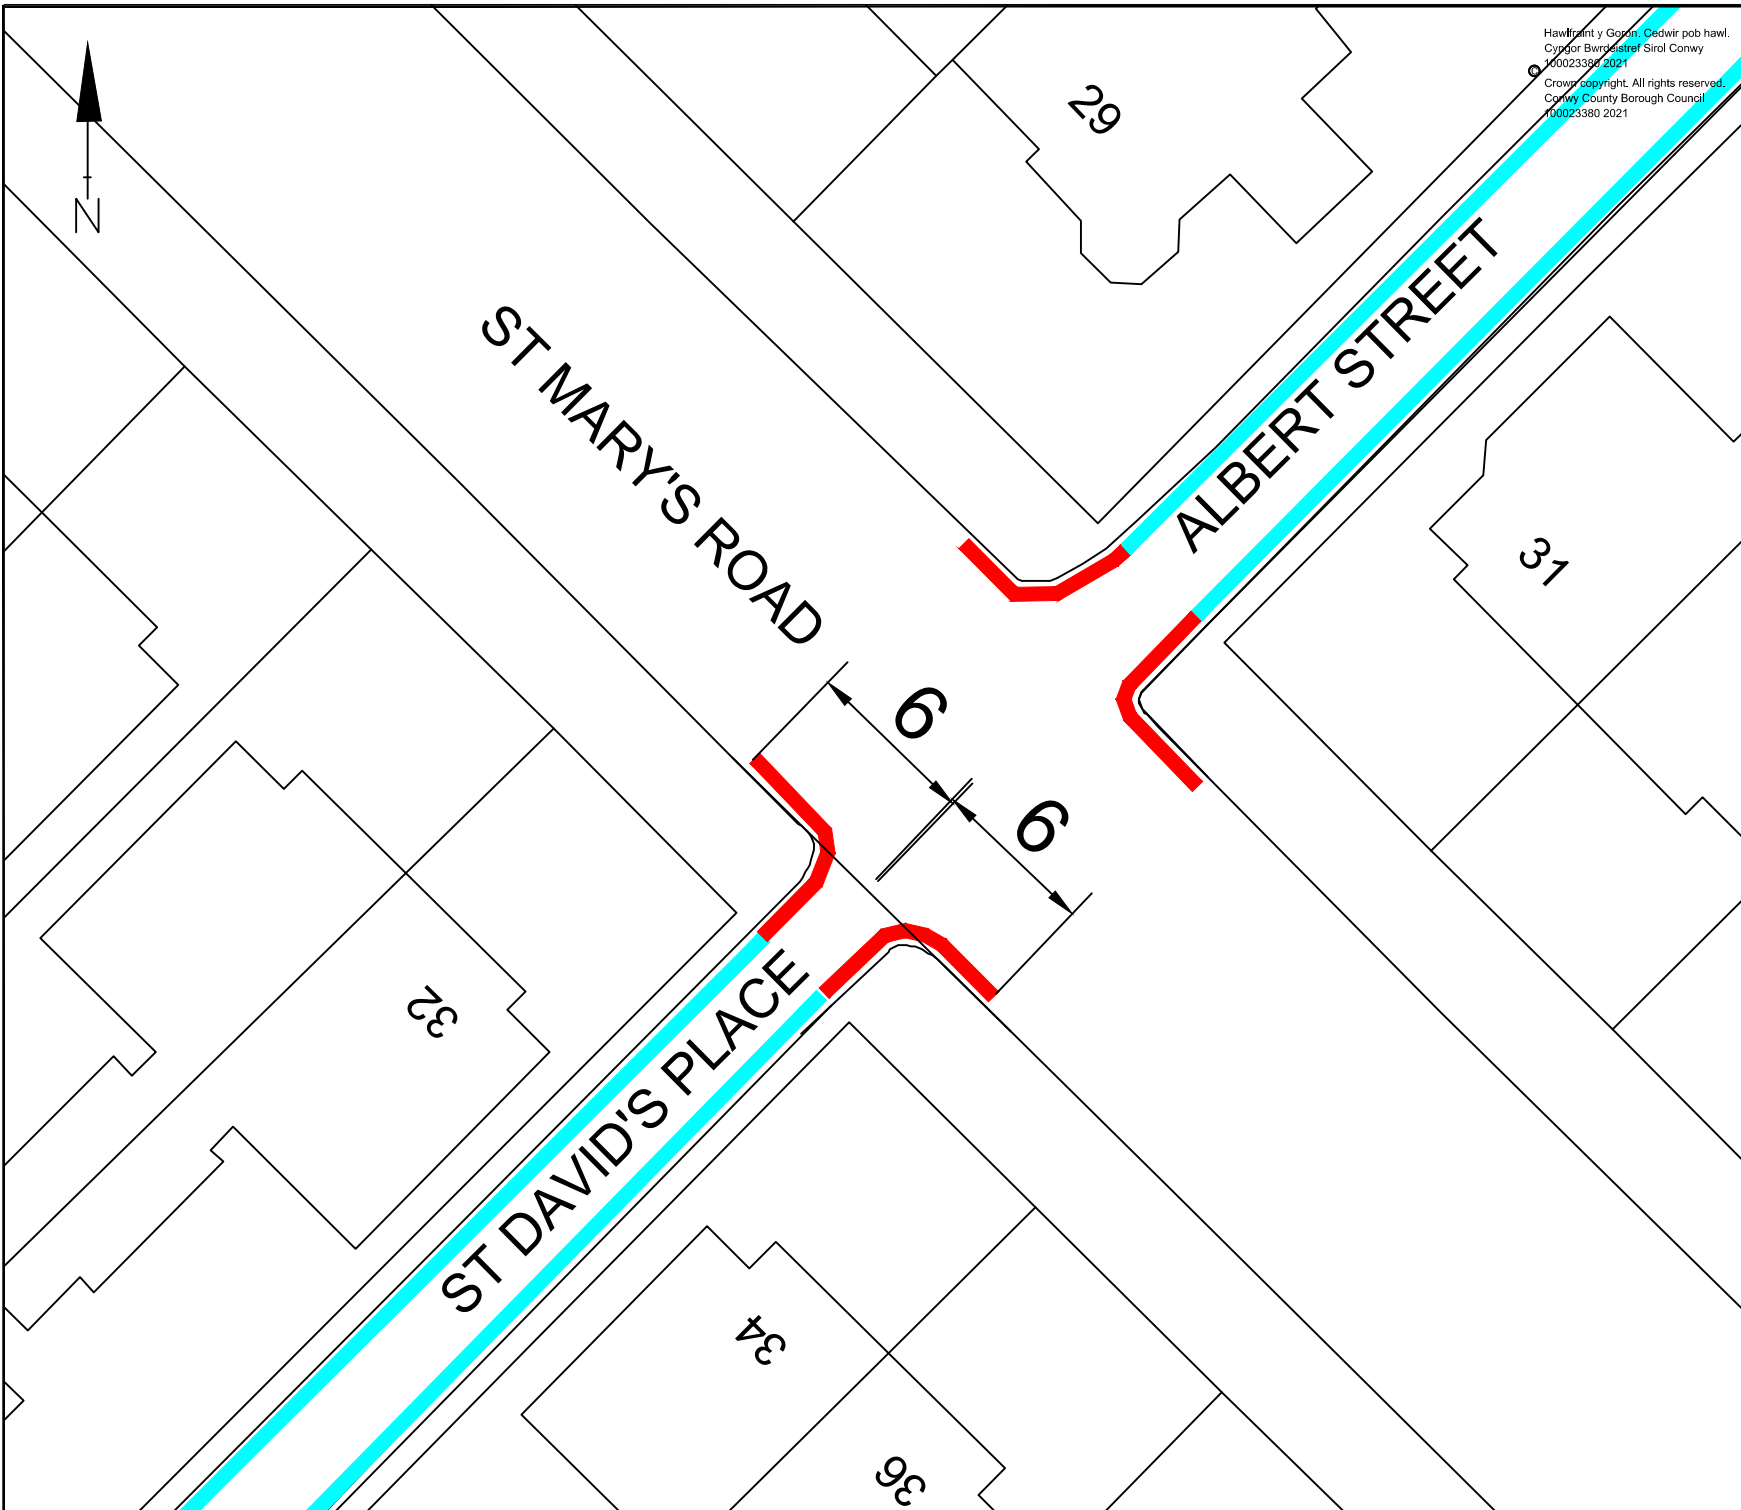 Hawlfraint y Goron. Cedwir pob hawl.
Cyngor Bwrdeistref Sirol Conwy
100023380 2021
© Crown copyright. All rights reserved.
Conwy County Borough Council
100023380 2021
N
29
ST MARY'S ROAD
ALBERT STREET
31
6
6
32
ST DAVID'S PLACE
34
36